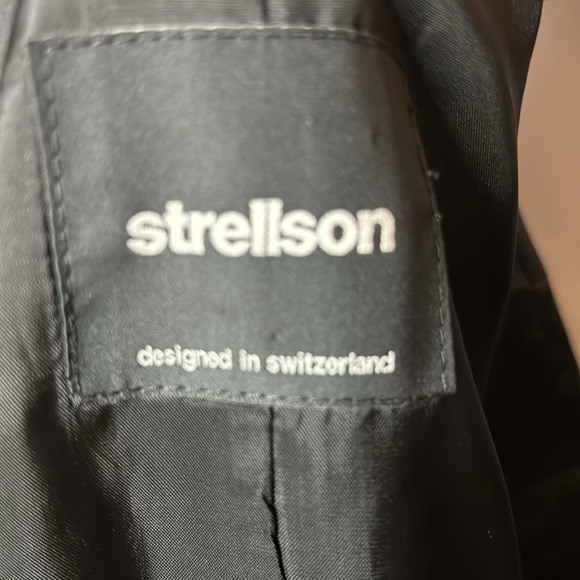 strellson
designed in switzerland